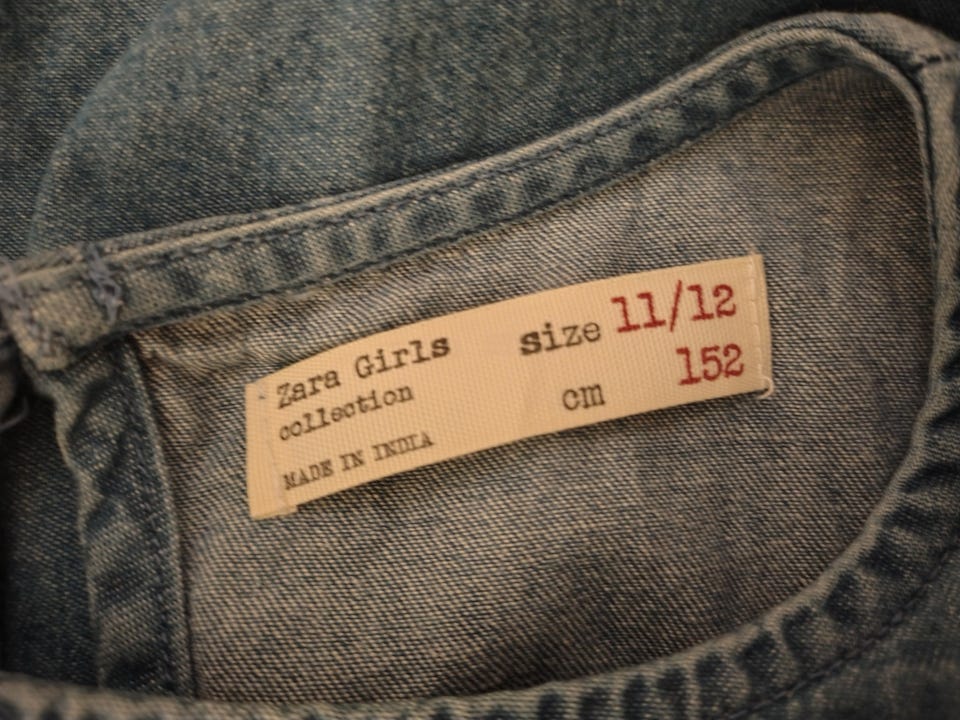 Zara Girls
collection
MADE IN INDIA
size 11/12
cm 152